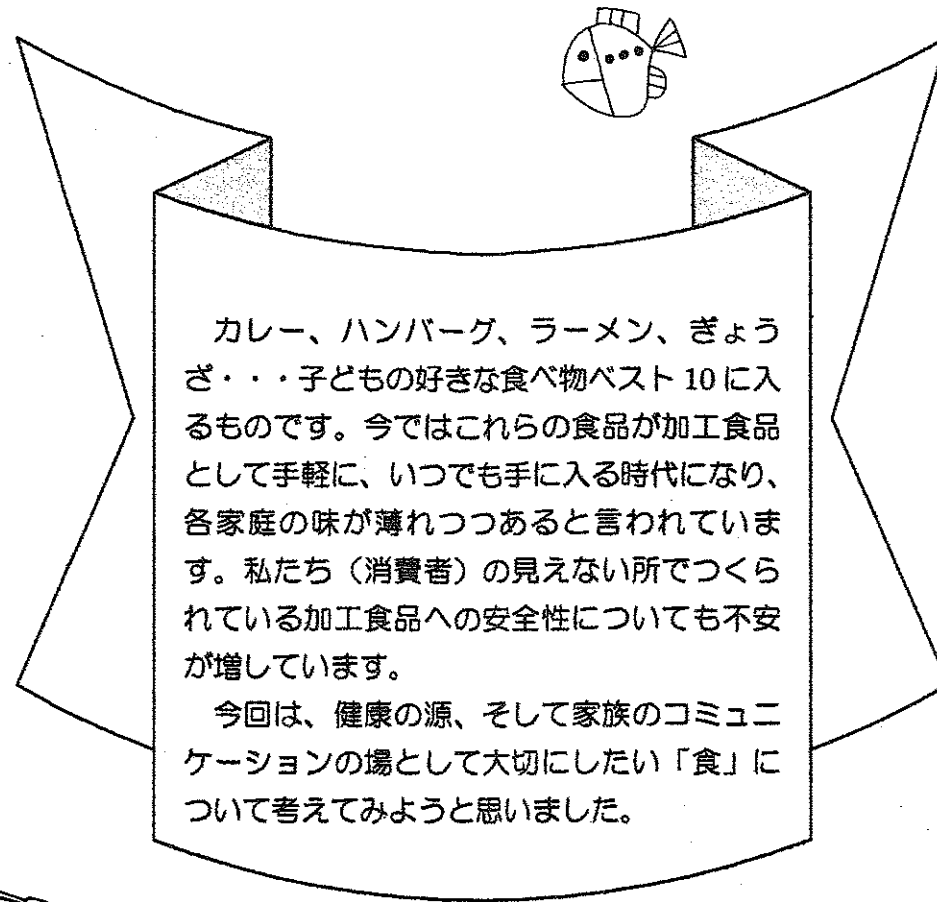 カレー、ハンバーグ、ラーメン、ぎょう
ざ・・・子どもの好きな食べ物ベスト 10 に入
るものです。今ではこれらの食品が加工食品
として手軽に、いつでも手に入る時代になり、
各家庭の味が薄れつつあると言われていま
す。私たち（消費者）の見えない所でつくら
れている加工食品への安全性についても不安
が増しています。
今回は、健康の源、そして家族のコミュニ
ケーションの場として大切にしたい「食」に
ついて考えてみようと思いました。